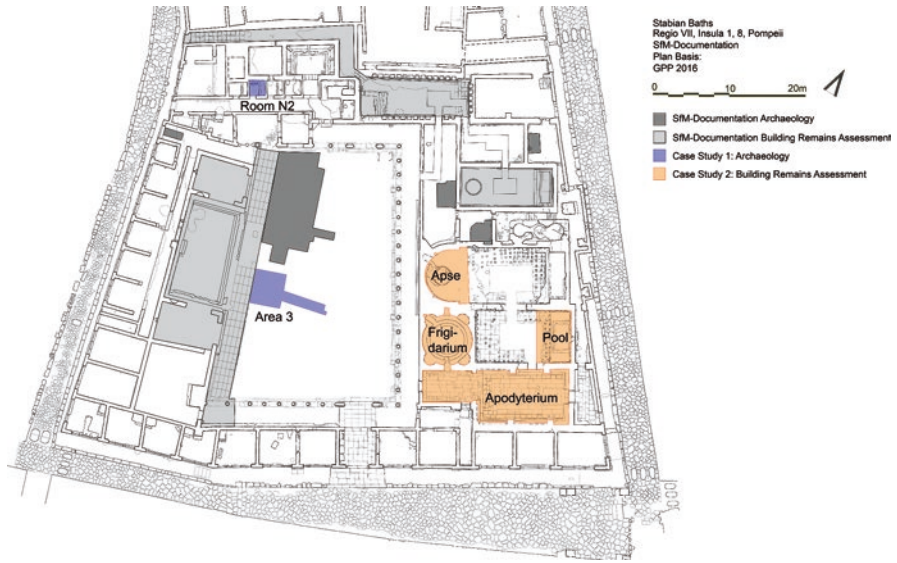 Stabian Baths
Regio VII, Insula 1, 8, Pompeii
SfM-Documentation
Plan Basis:
GPP 2016
0 10 20m
SfM-Documentation Archaeology
SfM-Documentation Building Remains Assessment
Case Study 1: Archaeology
Case Study 2: Building Remains Assessment
Room N2
Area 3
Apse
Frigi-
darium
Pool
Apodyterium